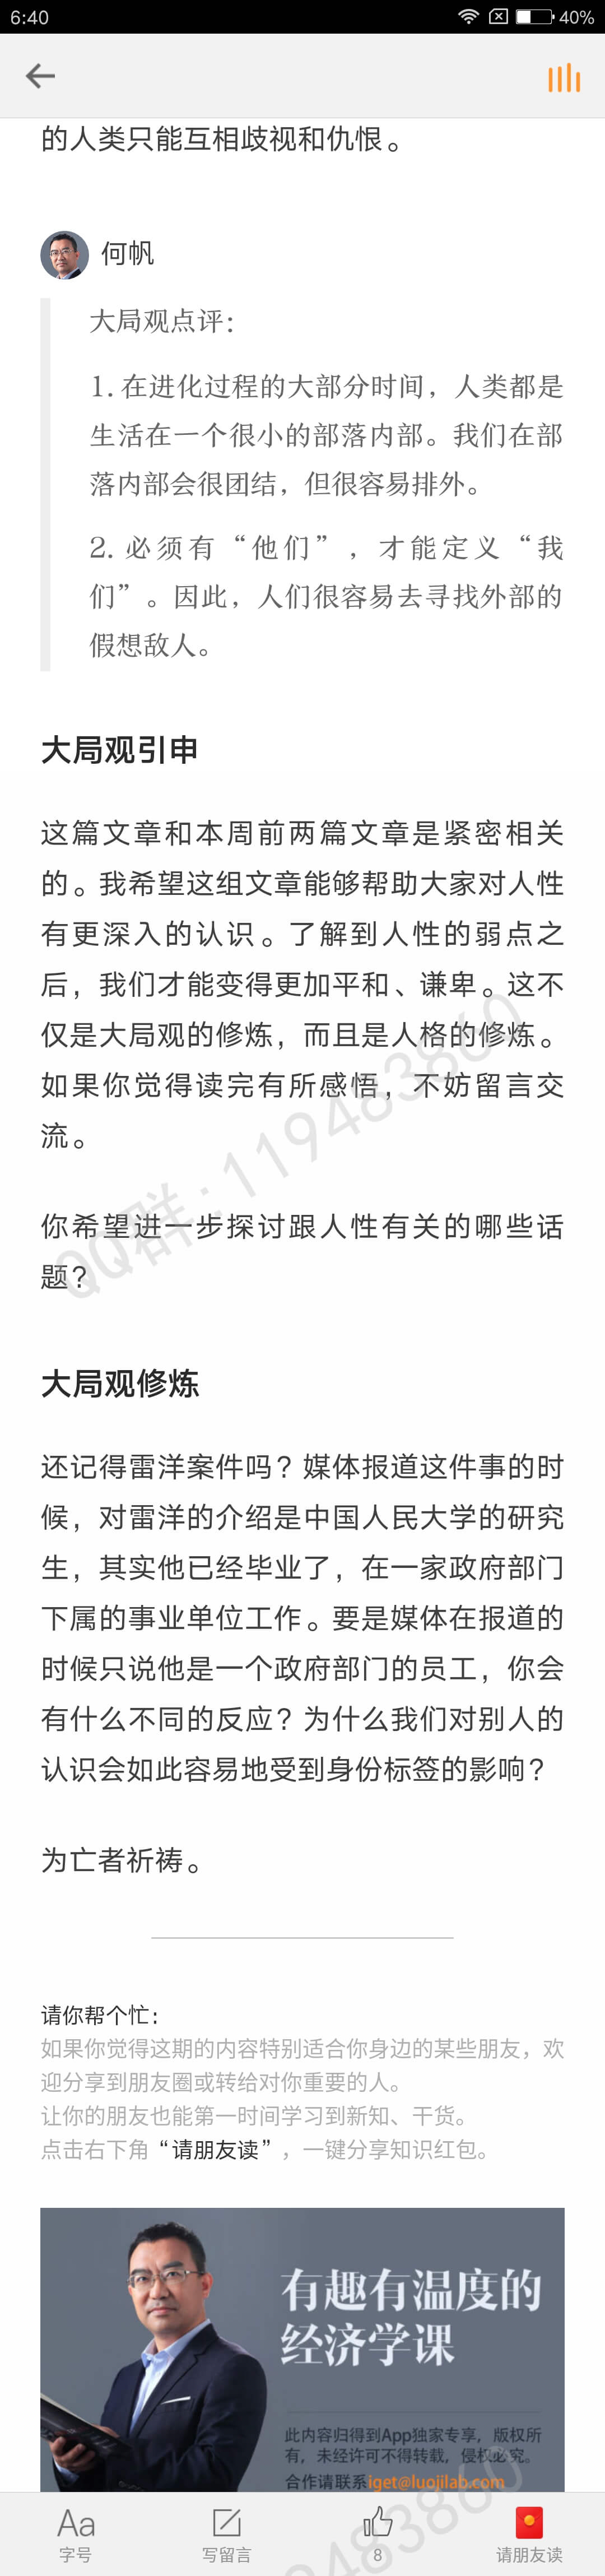 6:40
40%
的人类只能互相歧视和仇恨。
何帆
大局观点评：
1. 在进化过程的大部分时间，人类都是
生活在一个很小的部落内部。我们在部
落内部会很团结，但很容易排外。
2. 必须有“他们”，才能定义“我
们”。因此，人们很容易去寻找外部的
假想敌人。
大局观引申
这篇文章和本周前两篇文章是紧密相关
的。我希望这组文章能够帮助大家对人性
有更深入的认识。了解到人性的弱点之
后，我们才能变得更加平和、谦卑。这不
仅是大局观的修炼，而且是人格的修炼。
如果你觉得读完有所感悟，不妨留言交
流。
QQ群:119483860
你希望进一步探讨跟人性有关的哪些话
题？
大局观修炼
还记得雷洋案件吗？媒体报道这件事的时
候，对雷洋的介绍是中国人民大学的研究
生，其实他已经毕业了，在一家政府部门
下属的事业单位工作。要是媒体在报道的
时候只说他是一个政府部门的员工，你会
有什么不同的反应？为什么我们对别人的
认识会如此容易地受到身份标签的影响？
为亡者祈祷。
请你帮个忙：
如果你觉得这期的内容特别适合你身边的某些朋友，欢
迎分享到朋友圈或转给对你重要的人。
让你的朋友也能第一时间学习到新知、干货。
点击右下角“请朋友读”，一键分享知识红包。
有趣有温度的
经济学课
此内容归得到App独家专享，版权所
有，未经许可不得转载，侵权必究。
合作请联系iget@luojilab.com
9483860
Aa
字号
写留言
8
请朋友读